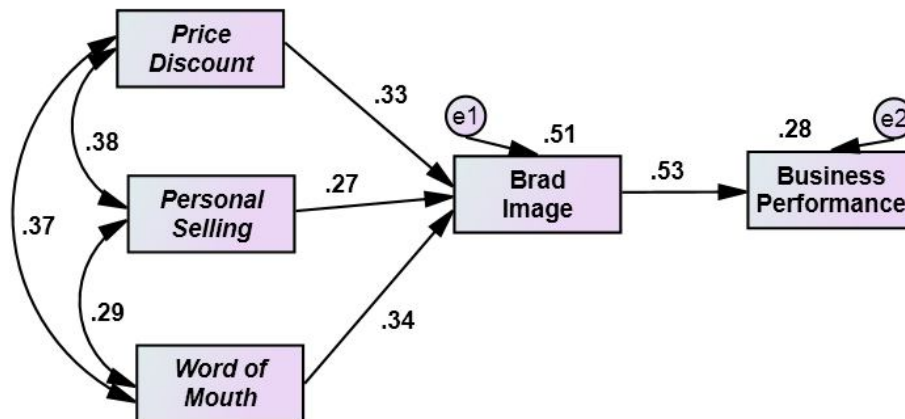 Price
Discount
.33
e1
.51
.28
e2
.38
Personal
Selling
.27
Brad
Image
.53
Business
Performance
.37
.29
.34
Word of
Mouth